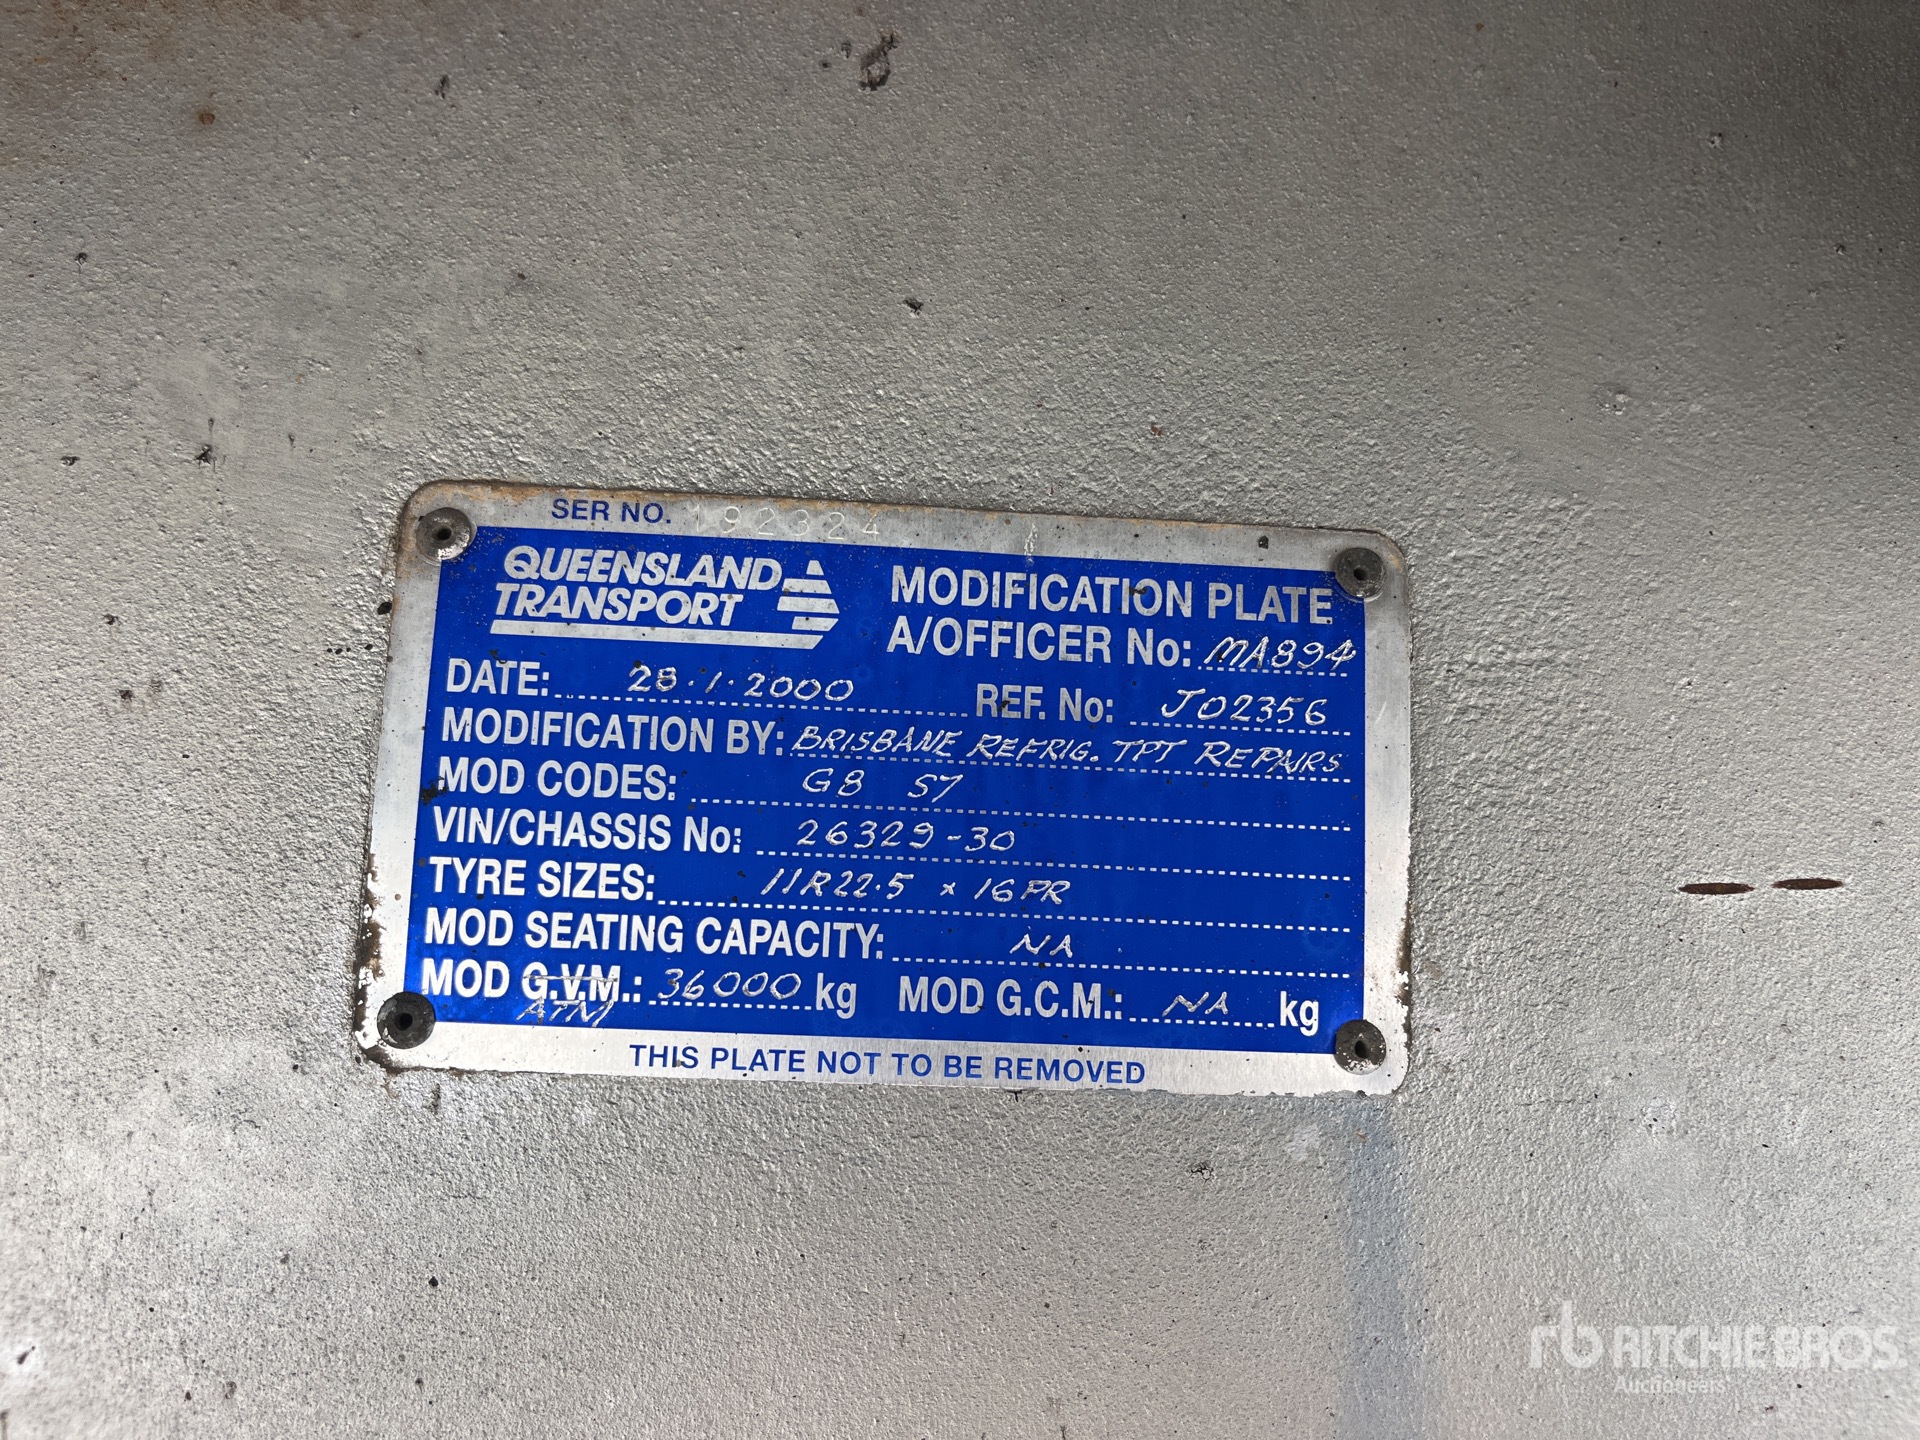 SER NO. 192324
QUEENSLAND TRANSPORT
MODIFICATION PLATE
A/OFFICER No: MA894
DATE: 28.1.2000 REF. No: J02356
MODIFICATION BY: BRISBANE REFRIG. TPT REPAIRS
MOD CODES: G8 S7
VIN/CHASSIS No: 26329-30
TYRE SIZES: 11R22.5 x 16PR
MOD SEATING CAPACITY: NA
MOD G.V.M.: 36000 kg MOD G.C.M.: NA kg
ATM
THIS PLATE NOT TO BE REMOVED
rb RITCHIE BROS.
Auctioneers